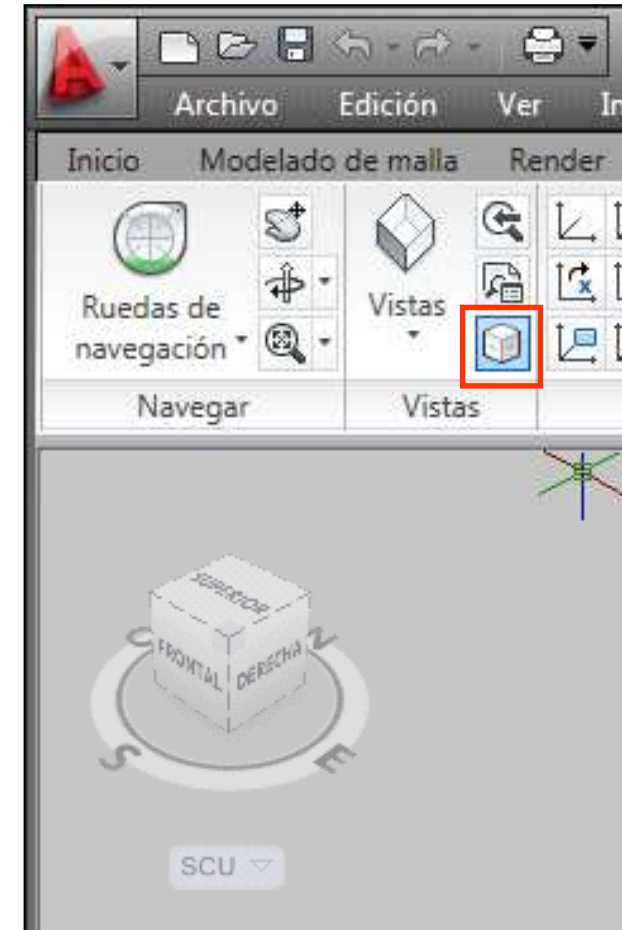 Archivo Edición Ver
Inicio Modelado de malla Render
Ruedas de
navegación
Vistas
Navegar Vistas
SUPERIOR
FRONTAL DERECHA
O N
S E
SCU